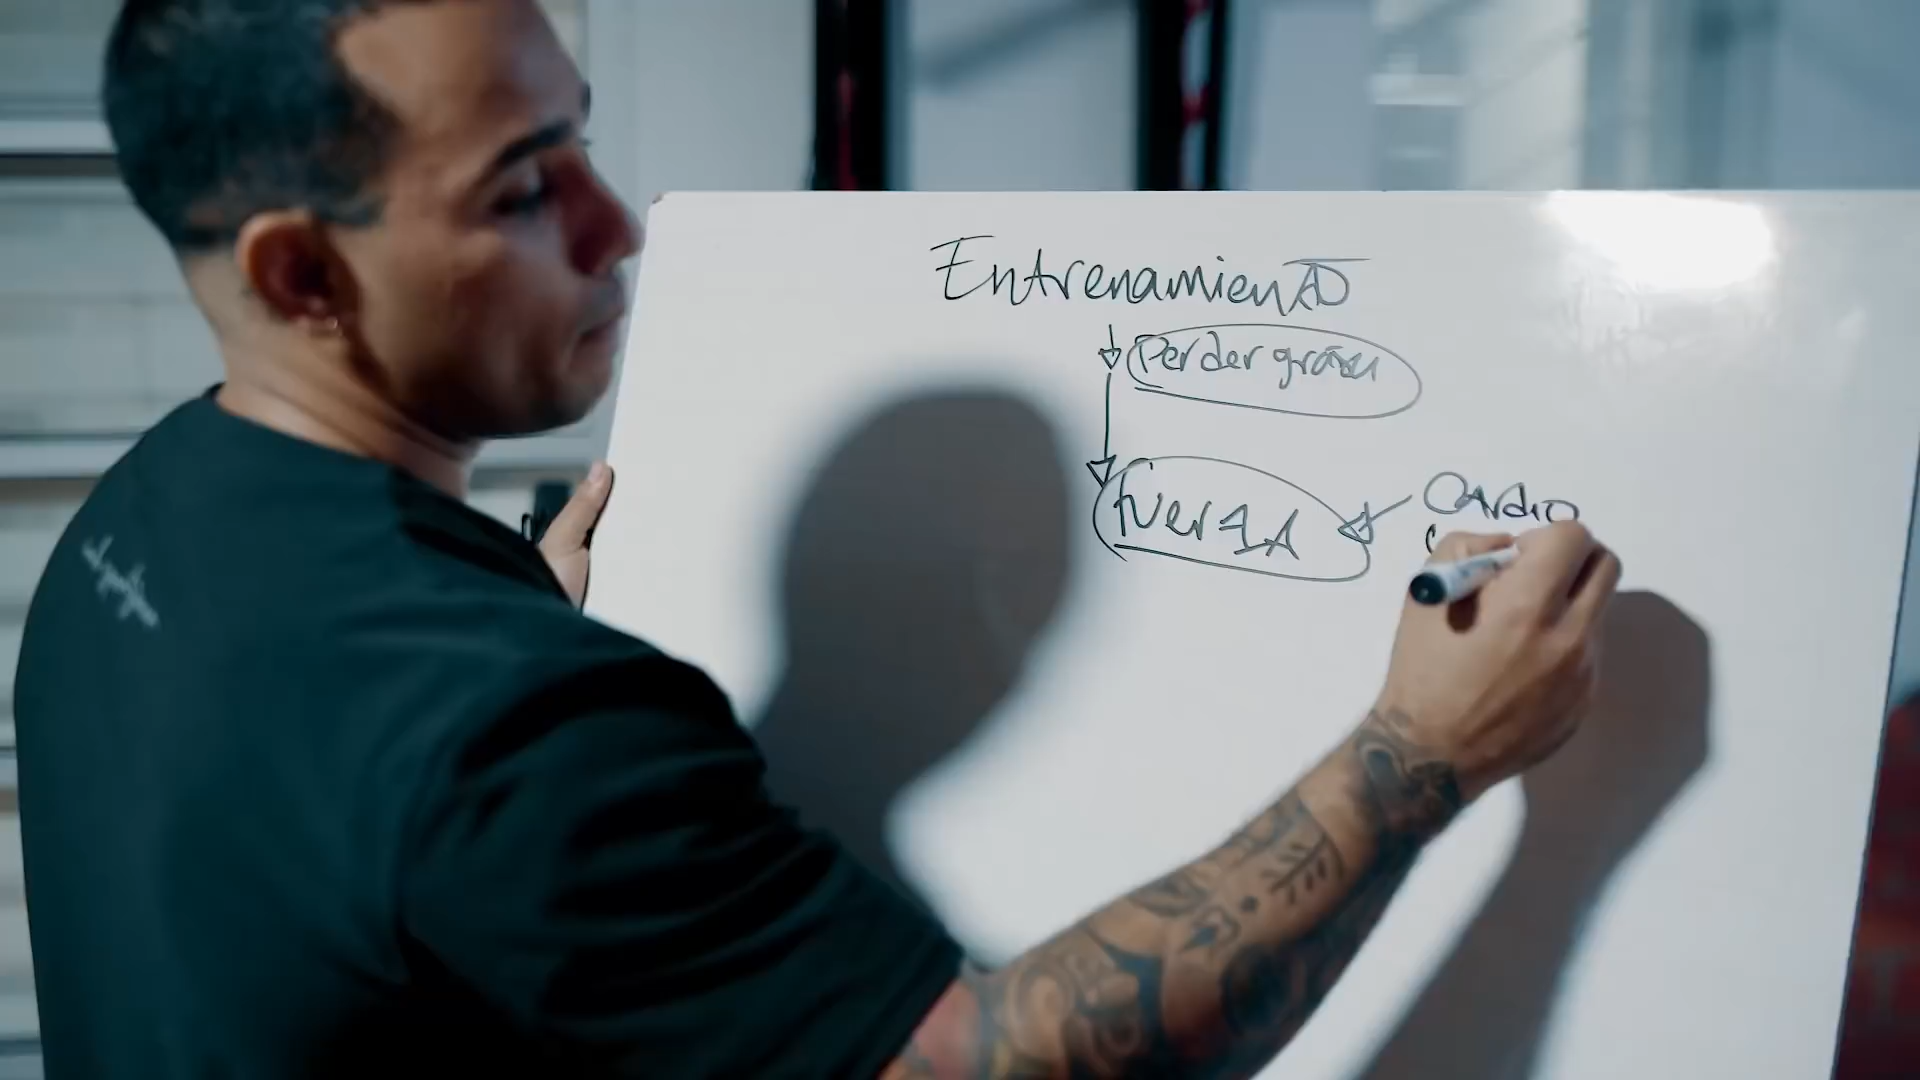 Entrenamiento
Perder grasa
fuerza
Cardio